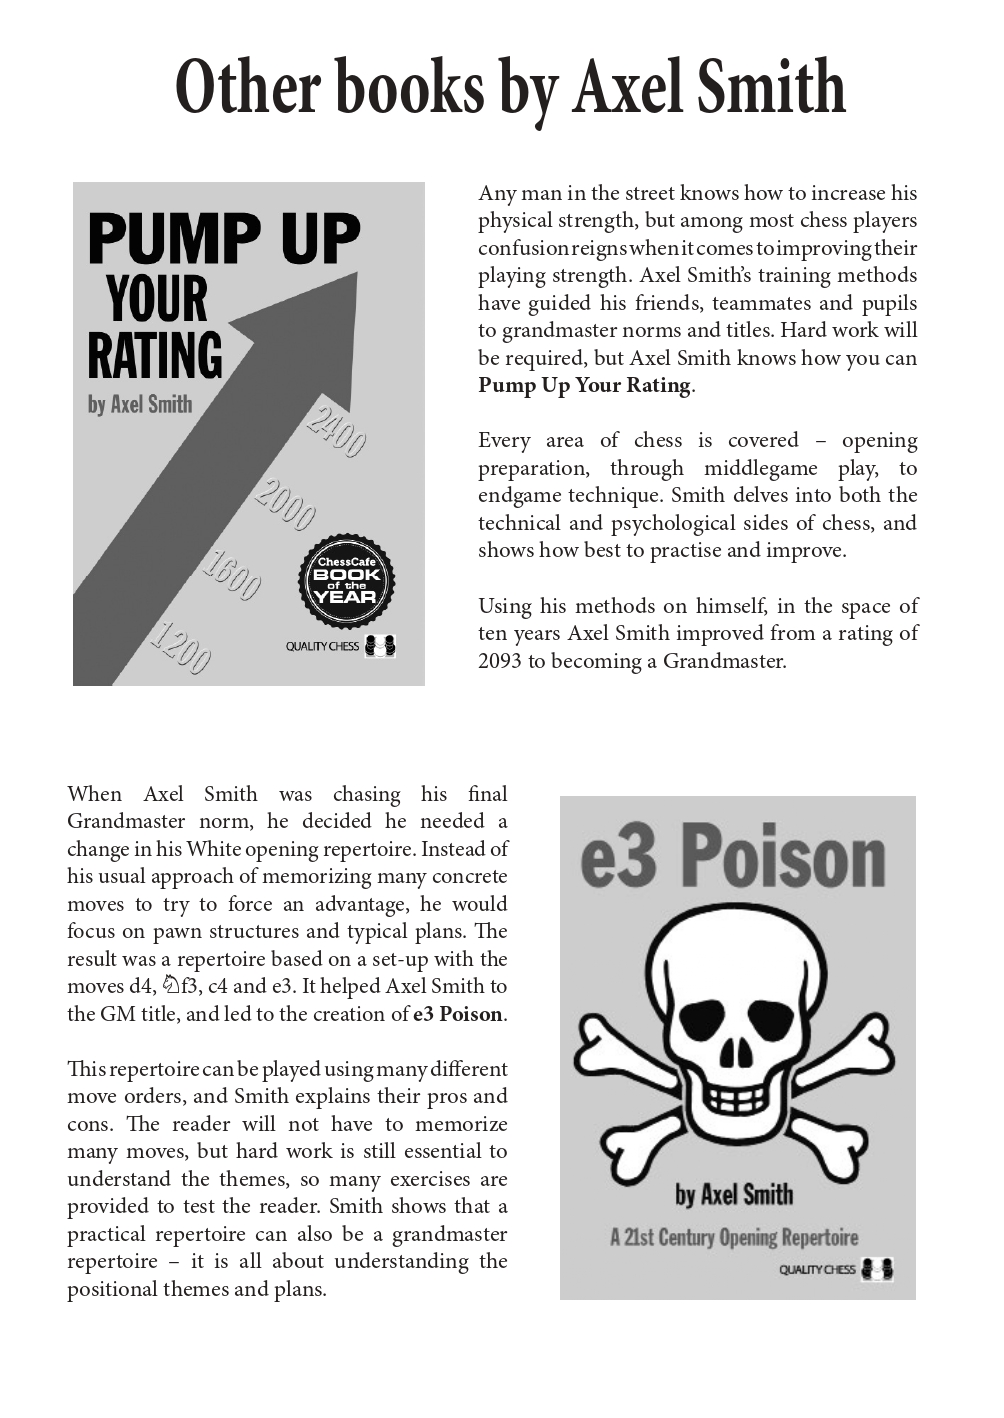 Other books by Axel Smith
PUMP UP
YOUR
RATING
by Axel Smith
2400
2000
1600
1200
ChessCafe
BOOK
of the
YEAR
QUALITY CHESS
Any man in the street knows how to increase his
physical strength, but among most chess players
confusion reigns when it comes to improving their
playing strength. Axel Smith’s training methods
have guided his friends, teammates and pupils
to grandmaster norms and titles. Hard work will
be required, but Axel Smith knows how you can
Pump Up Your Rating.
Every area of chess is covered – opening
preparation, through middlegame play, to
endgame technique. Smith delves into both the
technical and psychological sides of chess, and
shows how best to practise and improve.
Using his methods on himself, in the space of
ten years Axel Smith improved from a rating of
2093 to becoming a Grandmaster.
When Axel Smith was chasing his final
Grandmaster norm, he decided he needed a
change in his White opening repertoire. Instead of
his usual approach of memorizing many concrete
moves to try to force an advantage, he would
focus on pawn structures and typical plans. The
result was a repertoire based on a set-up with the
moves d4, ♘f3, c4 and e3. It helped Axel Smith to
the GM title, and led to the creation of e3 Poison.
This repertoire can be played using many different
move orders, and Smith explains their pros and
cons. The reader will not have to memorize
many moves, but hard work is still essential to
understand the themes, so many exercises are
provided to test the reader. Smith shows that a
practical repertoire can also be a grandmaster
repertoire – it is all about understanding the
positional themes and plans.
e3 Poison
by Axel Smith
A 21st Century Opening Repertoire
QUALITY CHESS